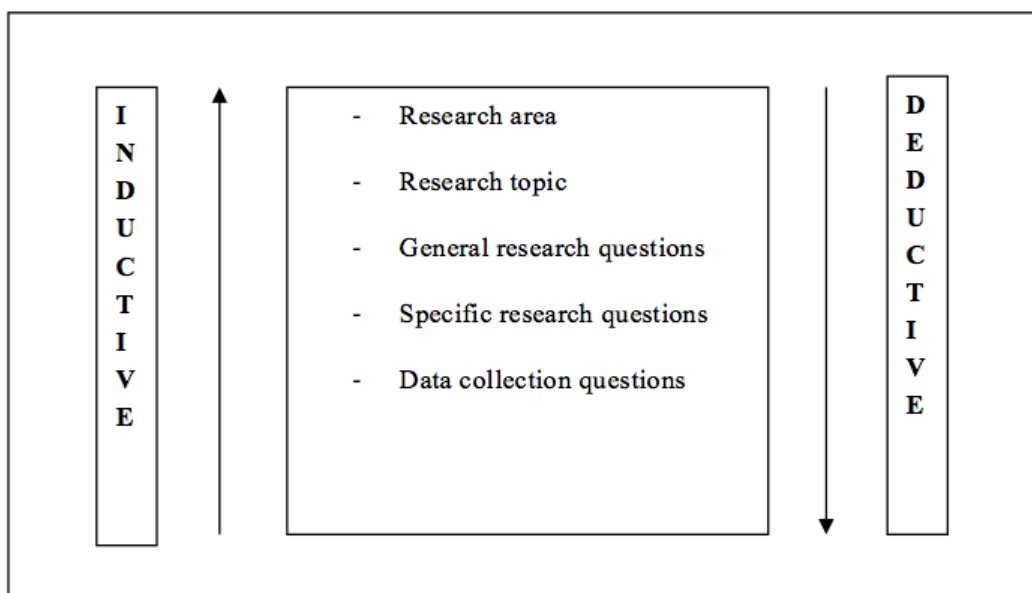 INDUCTIVE
- Research area
- Research topic
- General research questions
- Specific research questions
- Data collection questions
DEDUCTIVE